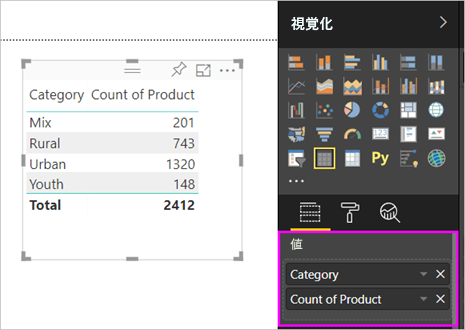 視覚化
Category Count of Product
Mix 201
Rural 743
Urban 1320
Youth 148
Total 2412
123
Py
値
Category
Count of Product